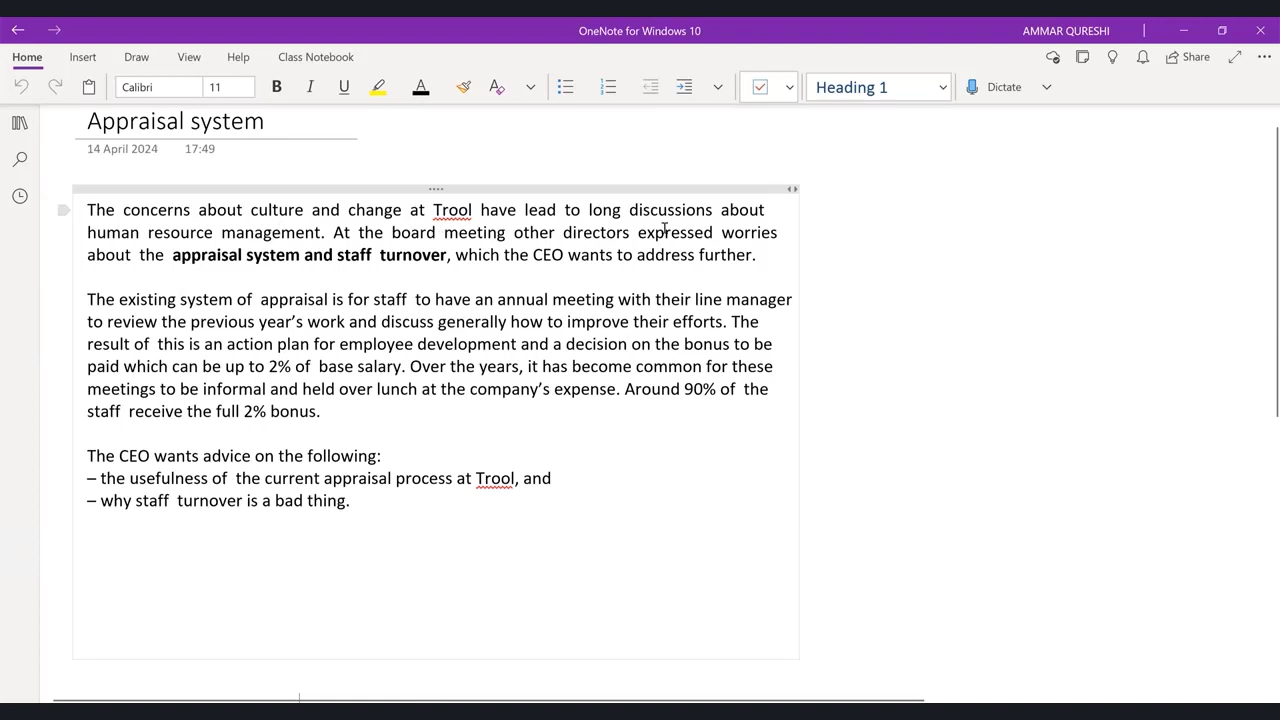 OneNote for Windows 10
AMMAR QURESHI
Home Insert Draw View Help Class Notebook
Share
Calibri 11 B I U A A Heading 1 Dictate
Appraisal system
14 April 2024 17:49
The concerns about culture and change at Trool have lead to long discussions about
human resource management. At the board meeting other directors expressed worries
about the appraisal system and staff turnover, which the CEO wants to address further.
The existing system of appraisal is for staff to have an annual meeting with their line manager
to review the previous year’s work and discuss generally how to improve their efforts. The
result of this is an action plan for employee development and a decision on the bonus to be
paid which can be up to 2% of base salary. Over the years, it has become common for these
meetings to be informal and held over lunch at the company’s expense. Around 90% of the
staff receive the full 2% bonus.
The CEO wants advice on the following:
– the usefulness of the current appraisal process at Trool, and
– why staff turnover is a bad thing.